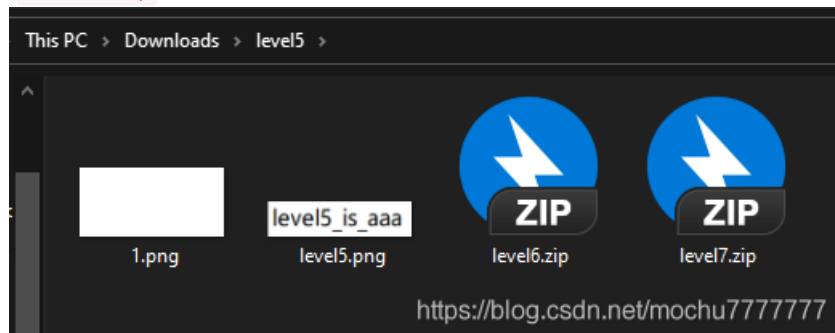 This PC > Downloads > level5 >
level5_is_aaa
ZIP
ZIP
1.png
level5.png
level6.zip
level7.zip
https://blog.csdn.net/mochu7777777